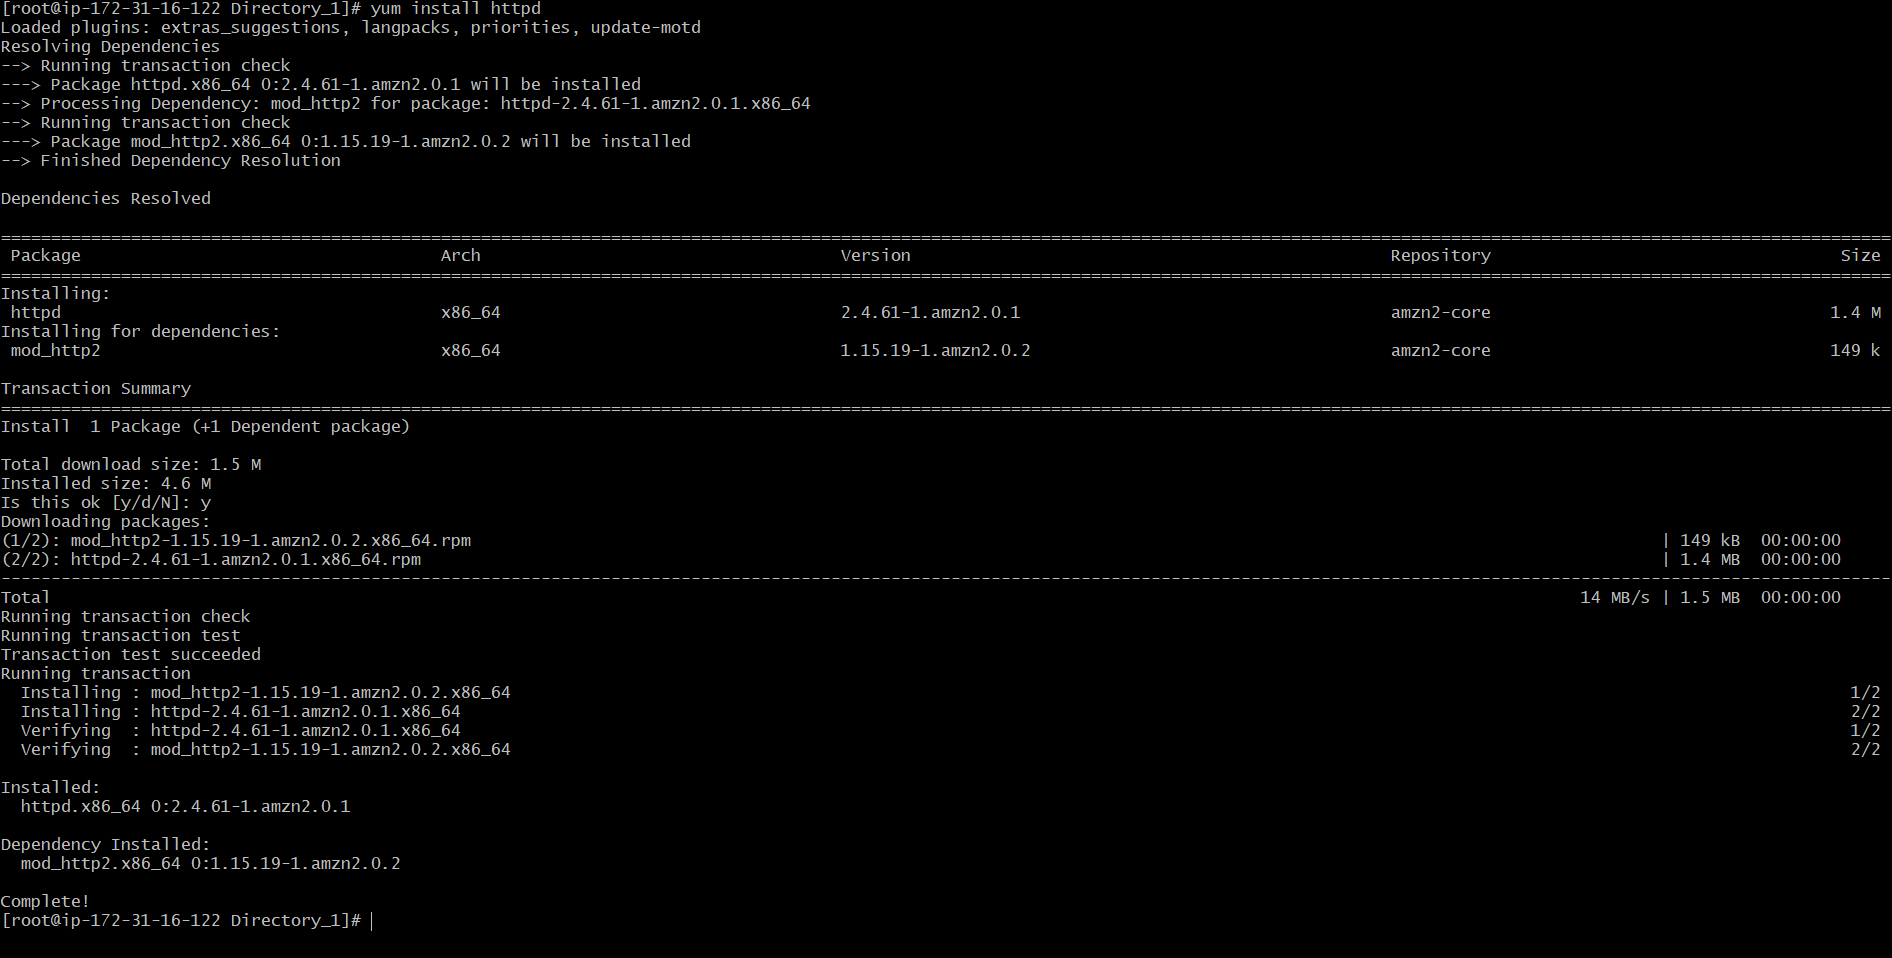 [root@ip-172-31-16-122 Directory_1]# yum install httpd
Loaded plugins: extras_suggestions, langpacks, priorities, update-motd
Resolving Dependencies
--> Running transaction check
---> Package httpd.x86_64 0:2.4.61-1.amzn2.0.1 will be installed
--> Processing Dependency: mod_http2 for package: httpd-2.4.61-1.amzn2.0.1.x86_64
--> Running transaction check
---> Package mod_http2.x86_64 0:1.15.19-1.amzn2.0.2 will be installed
--> Finished Dependency Resolution
Dependencies Resolved
Package Arch Version Repository Size
Installing:
httpd x86_64 2.4.61-1.amzn2.0.1 amzn2-core 1.4 M
Installing for dependencies:
mod_http2 x86_64 1.15.19-1.amzn2.0.2 amzn2-core 149 k
Transaction Summary
Install  1 Package (+1 Dependent package)
Total download size: 1.5 M
Installed size: 4.6 M
Is this ok [y/d/N]: y
Downloading packages:
(1/2): mod_http2-1.15.19-1.amzn2.0.2.x86_64.rpm | 149 kB  00:00:00
(2/2): httpd-2.4.61-1.amzn2.0.1.x86_64.rpm | 1.4 MB  00:00:00
Total 14 MB/s | 1.5 MB  00:00:00
Running transaction check
Running transaction test
Transaction test succeeded
Running transaction
Installing : mod_http2-1.15.19-1.amzn2.0.2.x86_64 1/2
Installing : httpd-2.4.61-1.amzn2.0.1.x86_64 2/2
Verifying  : httpd-2.4.61-1.amzn2.0.1.x86_64 1/2
Verifying  : mod_http2-1.15.19-1.amzn2.0.2.x86_64 2/2
Installed:
httpd.x86_64 0:2.4.61-1.amzn2.0.1
Dependency Installed:
mod_http2.x86_64 0:1.15.19-1.amzn2.0.2
Complete!
[root@ip-172-31-16-122 Directory_1]#